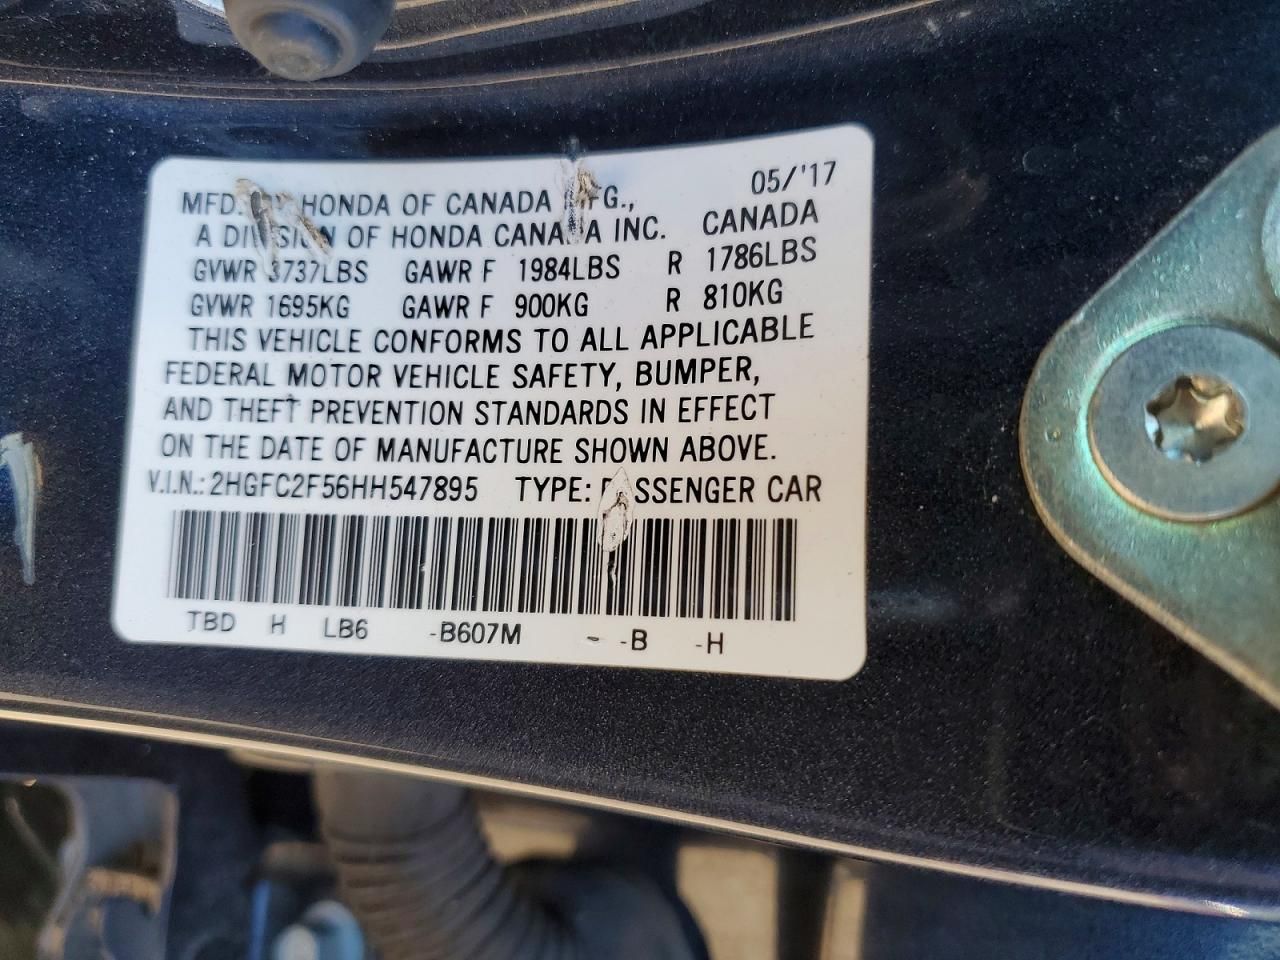 05/'17
MFD. HONDA OF CANADA MFG.,
A DIVISION OF HONDA CANADA INC. CANADA
GVWR 3737LBS GAWR F 1984LBS R 1786LBS
GVWR 1695KG GAWR F 900KG R 810KG
THIS VEHICLE CONFORMS TO ALL APPLICABLE
FEDERAL MOTOR VEHICLE SAFETY, BUMPER,
AND THEFT PREVENTION STANDARDS IN EFFECT
ON THE DATE OF MANUFACTURE SHOWN ABOVE.
V.I.N.: 2HGFC2F56HH547895 TYPE: PASSENGER CAR
TBD H LB6 -B607M - -B -H